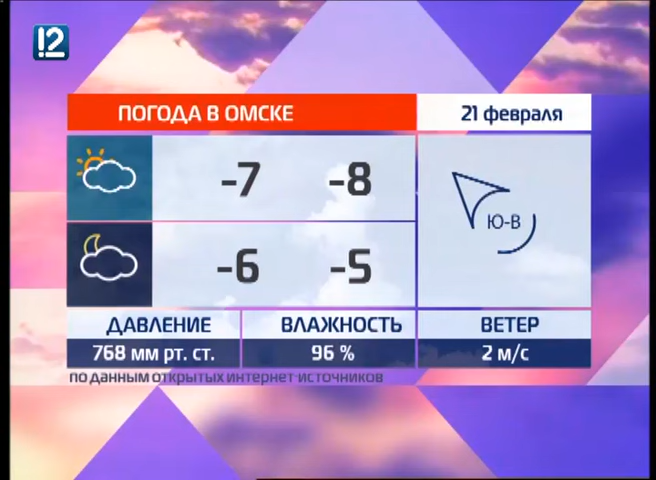 12
ПОГОДА В ОМСКЕ
21 февраля
-7 -8
Ю-В
-6 -5
ДАВЛЕНИЕ ВЛАЖНОСТЬ ВЕТЕР
768 мм рт. ст. 96 % 2 м/с
по данным открытых интернет-источников